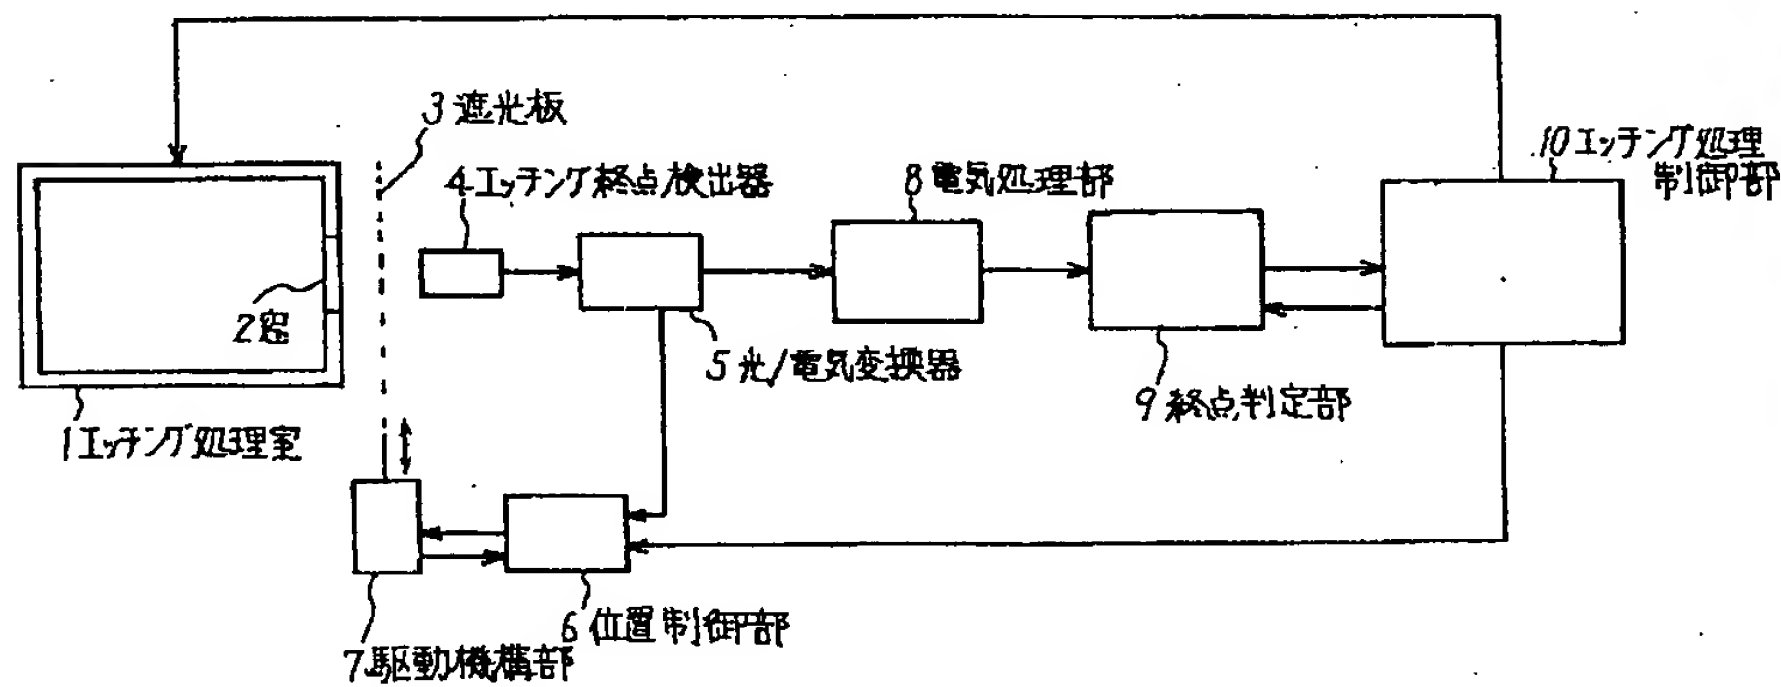 3 遮光板
10 エッチング処理
制御部
4 エッチング終点検出器
8 電気処理部
2 窓
5 光/電気変換器
9 終点判定部
1 エッチング処理室
6 位置制御部
7 駆動機構部